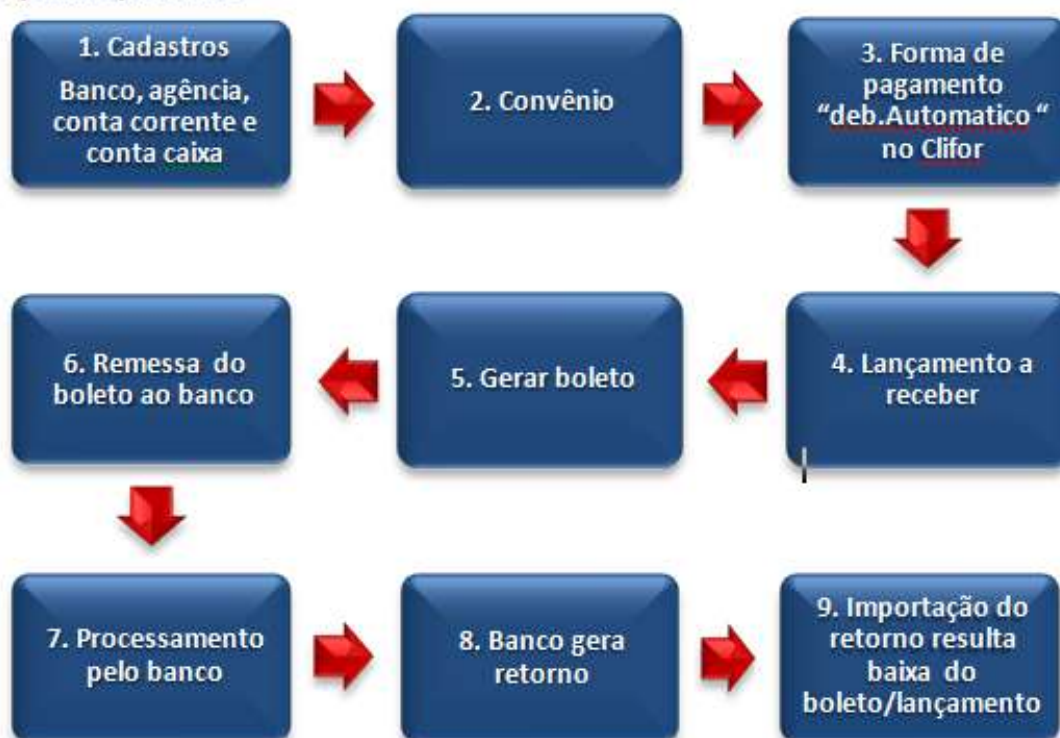 1. Cadastros
Banco, agência,
conta corrente e
conta caixa
2. Convênio
3. Forma de
pagamento
“deb.Automatico “
no Clifor
4. Lançamento a
receber
5. Gerar boleto
6. Remessa do
boleto ao banco
7. Processamento
pelo banco
8. Banco gera
retorno
9. Importação do
retorno resulta
baixa do
boleto/lançamento